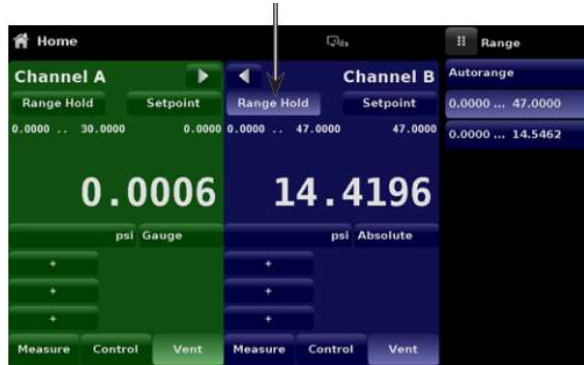 Home
Range
Channel A
Channel B
Autorange
Range Hold
Setpoint
Range Hold
Setpoint
0.0000 ... 47.0000
0.0000 .. 30.0000
0.0000
0.0000 .. 47.0000
47.0000
0.0000 ... 14.5462
0.0006
14.4196
psi
Gauge
psi
Absolute
+
+
+
+
+
+
Measure
Control
Vent
Measure
Control
Vent